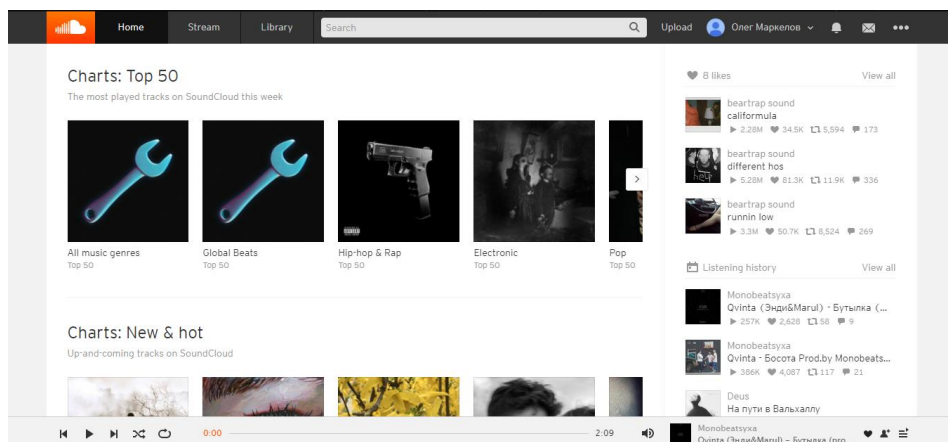 Home
Stream
Library
Search
Upload
Олег Маркелов
Charts: Top 50
The most played tracks on SoundCloud this week
All music genres
Top 50
Global Beats
Top 50
Hip-hop & Rap
Top 50
Electronic
Top 50
Pop
Top 50
Charts: New & hot
Up-and-coming tracks on SoundCloud
8 likes
View all
beartrap sound
califormula
2.28M 34.5K 5,594 173
beartrap sound
different hos
5.28M 81.3K 11.9K 336
beartrap sound
runnin low
3.3M 50.7K 8,524 269
Listening history
View all
Monobeatsyxa
Qvinta (Энди&Marul) - Бутылка (...
257K 2,628 58 9
Monobeatsyxa
Qvinta - Босота Prod.by Monobeats...
386K 4,087 117 21
Deus
На пути в Вальхаллу
0:00
2:09
Monobeatsyxa
Qvinta (Энди&Marul) - Бутылка (pro